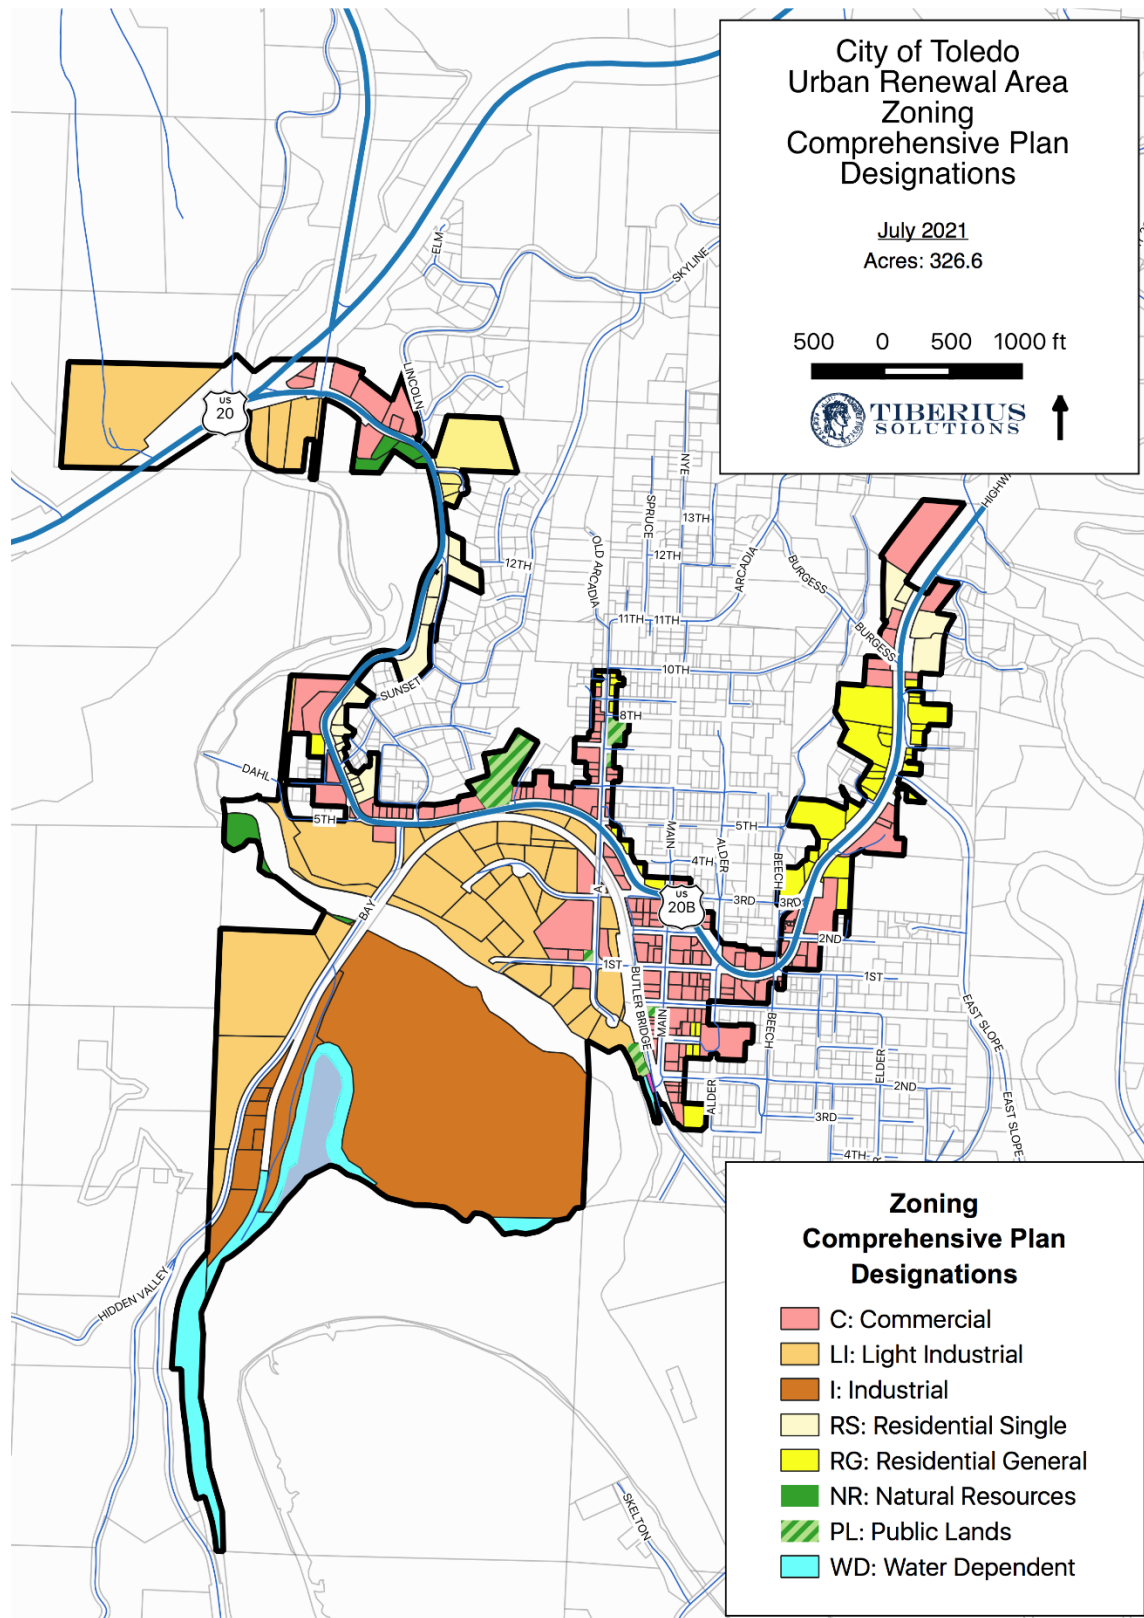 City of Toledo
Urban Renewal Area
Zoning
Comprehensive Plan
Designations
July 2021
Acres: 326.6
500 0 500 1000 ft
TIBERIUS
SOLUTIONS
ELM
SKYLINE
LINCOLN
US
20
NYE
SPRUCE
13TH
HIGHW
OLD ARCADIA
12TH
12TH
ARCADIA
BURGESS
11TH
11TH
BURGESS
10TH
SUNSET
8TH
DAHL
5TH
MAIN
5TH
ALDER
4TH
BEECH
A
US
20B
3RD
3RD
BAY
2ND
1ST
1ST
BUTLER BRIDGE
MAIN
BEECH
EAST SLOPE
ELDER
2ND
ALDER
3RD
EAST SLOPE
4TH
R
HIDDEN VALLEY
SKELTON
Zoning
Comprehensive Plan
Designations
C: Commercial
LI: Light Industrial
I: Industrial
RS: Residential Single
RG: Residential General
NR: Natural Resources
PL: Public Lands
WD: Water Dependent